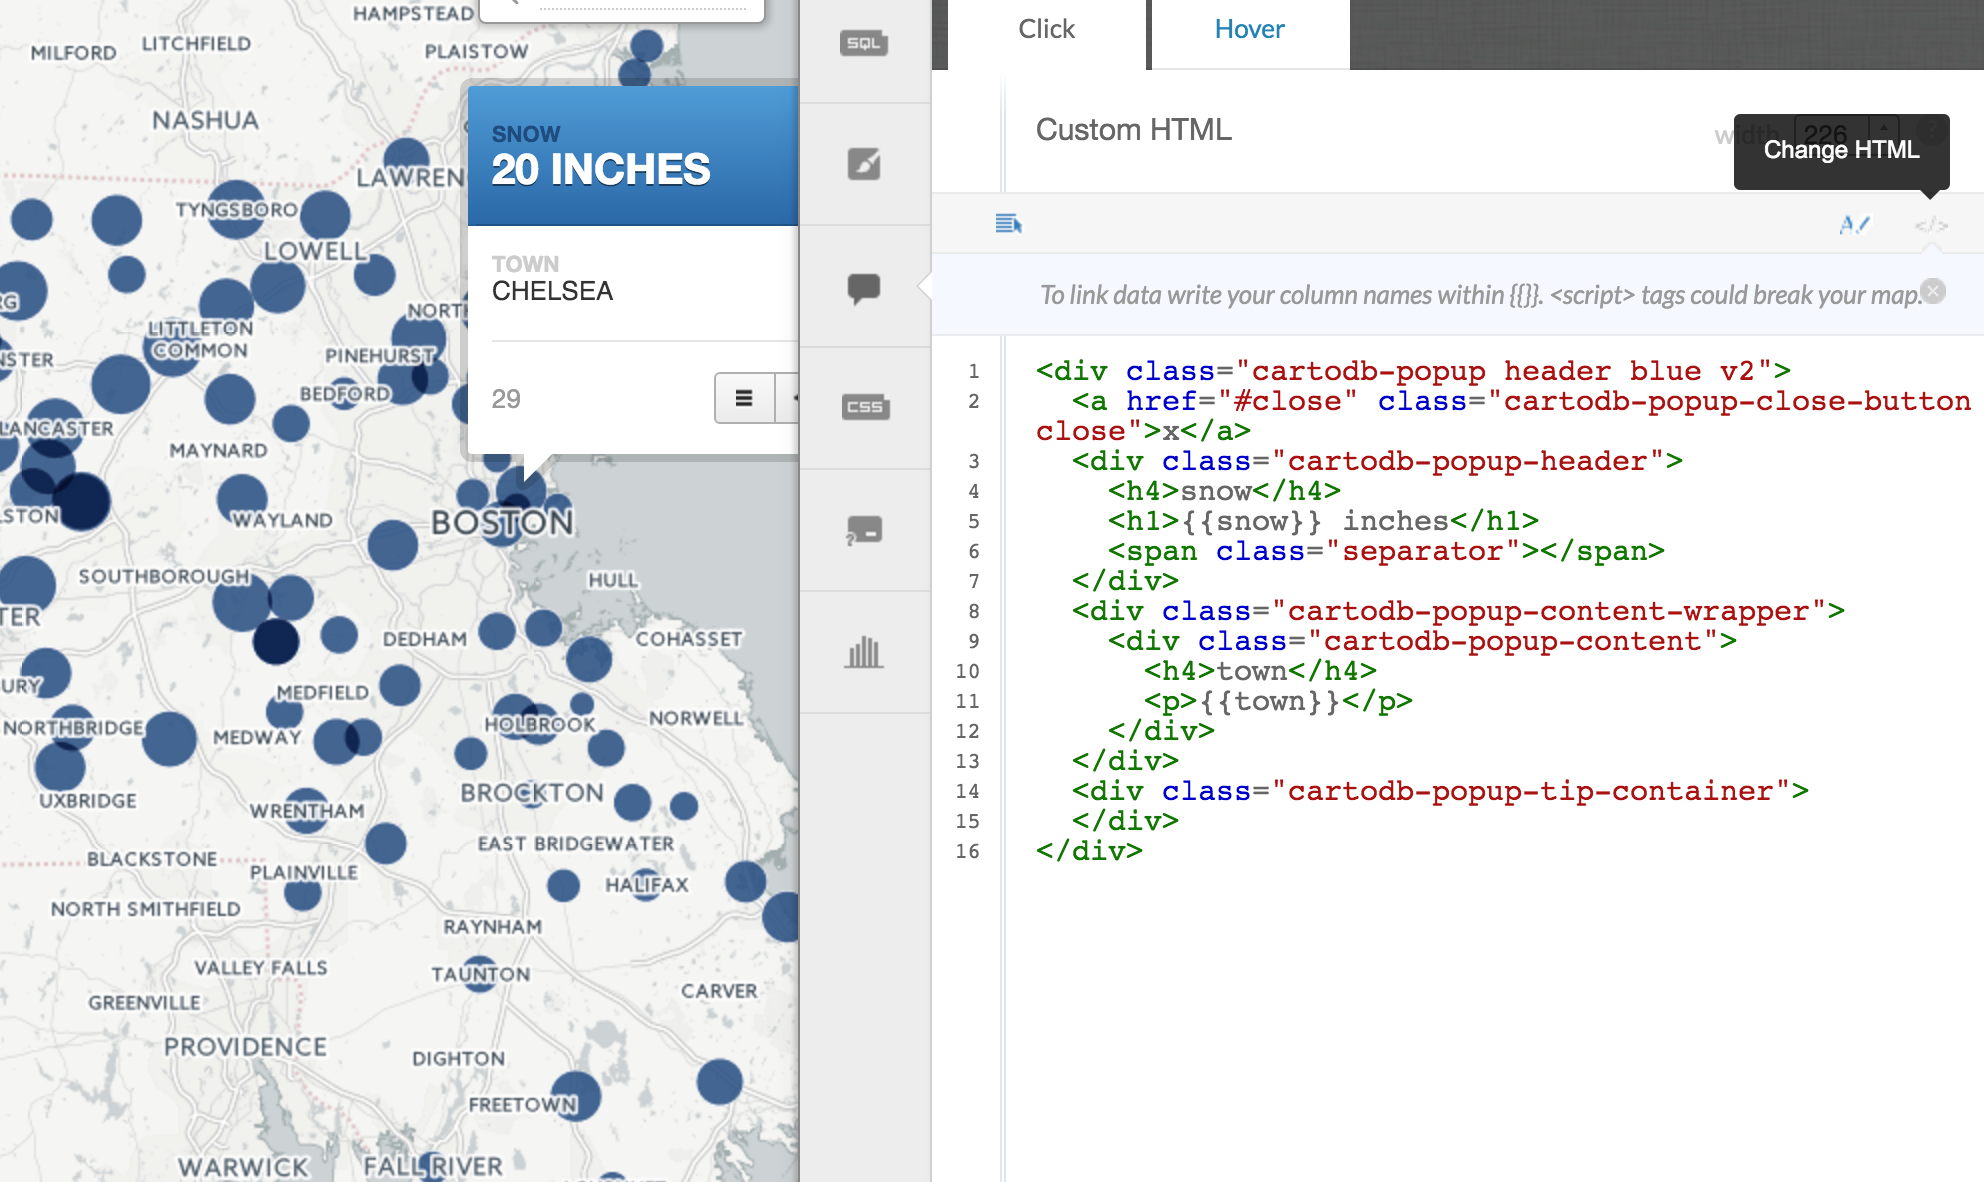 HAMPSTEAD
MILFORD
LITCHFIELD
PLAISTOW
NASHUA
LAWREN
TYNGSBORO
LOWELL
LITTLETON
COMMON
NORTH
PINEHURST
BEDFORD
LANCASTER
MAYNARD
WAYLAND
BOSTON
SOUTHBOROUGH
HULL
DEDHAM
COHASSET
MEDFIELD
NORTHBRIDGE
MEDWAY
HOLBROOK
NORWELL
UXBRIDGE
WRENTHAM
BROCKTON
EAST BRIDGEWATER
BLACKSTONE
PLAINVILLE
HALIFAX
NORTH SMITHFIELD
RAYNHAM
VALLEY FALLS
TAUNTON
CARVER
GREENVILLE
PROVIDENCE
DIGHTON
FREETOWN
WARWICK
FALL RIVER
NSTER
LSTON
TER
URY
RG
SNOW
20 INCHES
TOWN
CHELSEA
29
SQL
CSS
Click
Hover
Custom HTML
width
226
Change HTML
To link data write your column names within {{}}. <script> tags could break your map.
1 <div class="cartodb-popup header blue v2">
2 <a href="#close" class="cartodb-popup-close-button
close">x</a>
3 <div class="cartodb-popup-header">
4 <h4>snow</h4>
5 <h1>{{snow}} inches</h1>
6 <span class="separator"></span>
7 </div>
8 <div class="cartodb-popup-content-wrapper">
9 <div class="cartodb-popup-content">
10 <h4>town</h4>
11 <p>{{town}}</p>
12 </div>
13 </div>
14 <div class="cartodb-popup-tip-container">
15 </div>
16 </div>